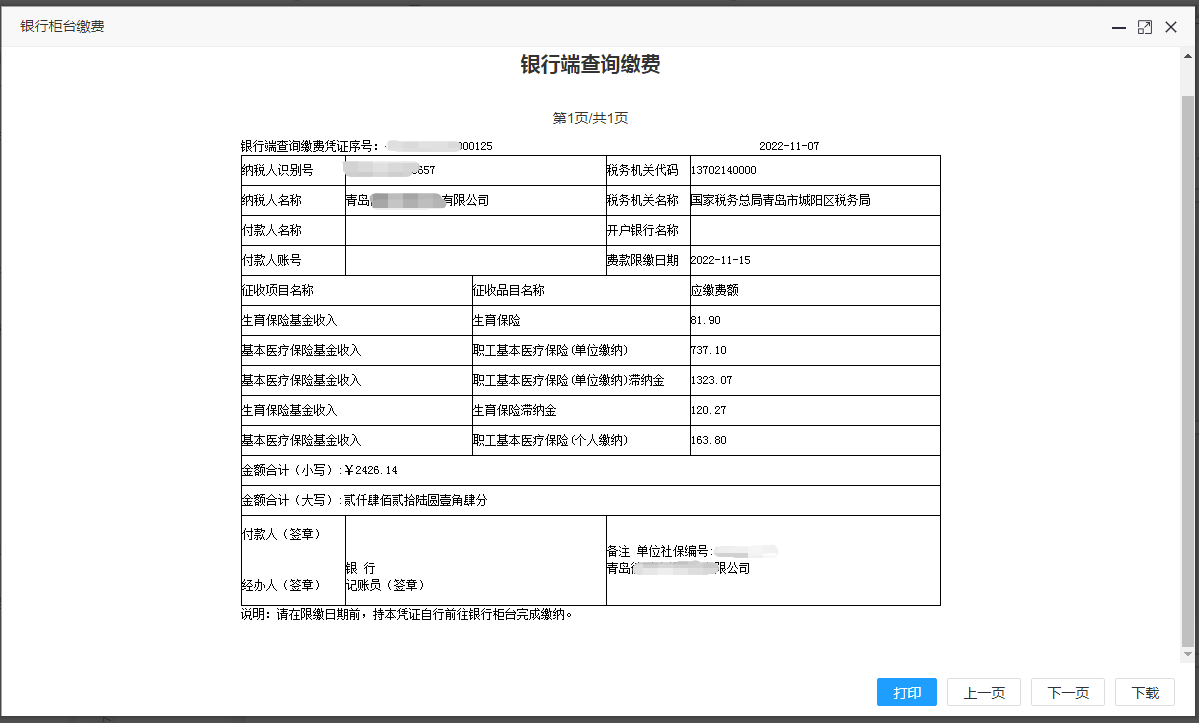 银行柜台缴费
银行端查询缴费
第1页/共1页
银行端查询缴费凭证序号： 000125 2022-11-07
纳税人识别号 657 税务机关代码 13702140000
纳税人名称 青岛 有限公司 税务机关名称 国家税务总局青岛市城阳区税务局
付款人名称 开户银行名称
付款人账号 费款限缴日期 2022-11-15
征收项目名称 征收品目名称 应缴费额
生育保险基金收入 生育保险 81.90
基本医疗保险基金收入 职工基本医疗保险(单位缴纳) 737.10
基本医疗保险基金收入 职工基本医疗保险(单位缴纳)滞纳金 1323.07
生育保险基金收入 生育保险滞纳金 120.27
基本医疗保险基金收入 职工基本医疗保险(个人缴纳) 163.80
金额合计（小写）:￥2426.14
金额合计（大写）:贰仟肆佰贰拾陆圆壹角肆分
付款人（签章）
备注 单位社保编号:
银 行 青岛 限公司
经办人（签章） 记账员（签章）
说明：请在限缴日期前，持本凭证自行前往银行柜台完成缴纳。
打印 上一页 下一页 下载